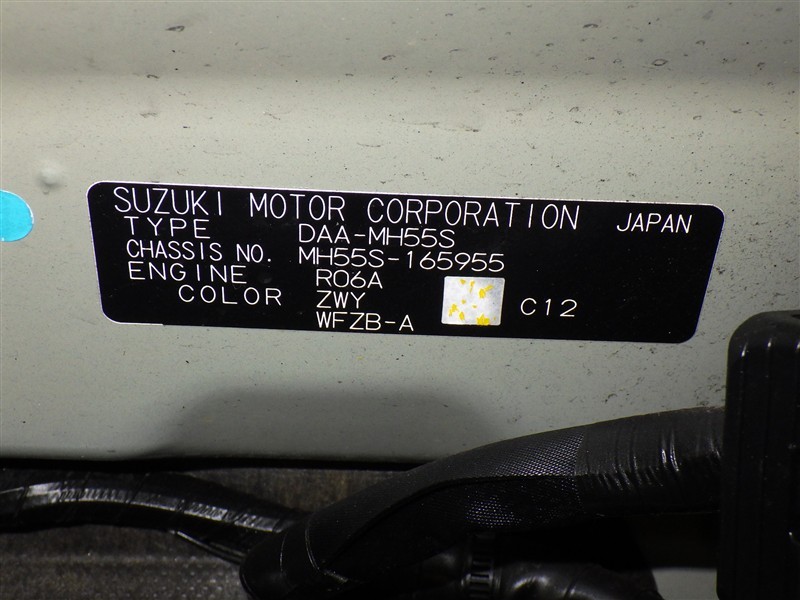 SUZUKI MOTOR CORPORATION JAPAN
TYPE DAA-MH55S
CHASSIS NO. MH55S-165955
ENGINE R06A
COLOR ZWY C12
WFZB-A